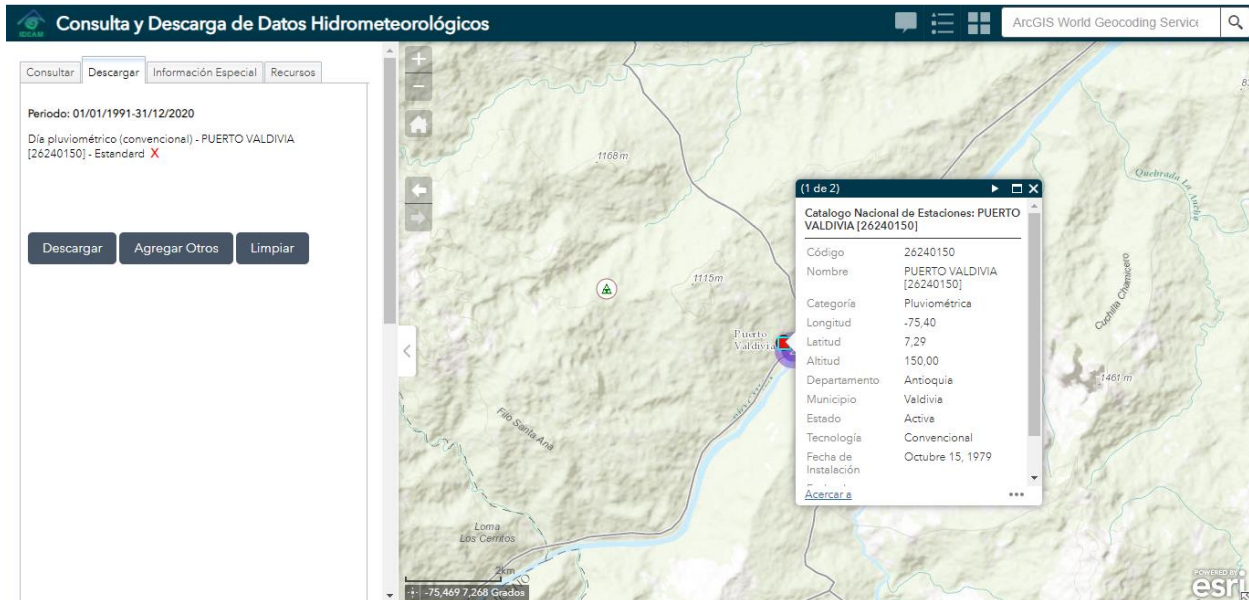 IDEAM
Consulta y Descarga de Datos Hidrometeorológicos
ArcGIS World Geocoding Service
Consultar
Descargar
Información Especial
Recursos
Periodo: 01/01/1991-31/12/2020
Día pluviométrico (convencional) - PUERTO VALDIVIA
[26240150] - Estandard X
Descargar
Agregar Otros
Limpiar
1168 m
1115m
Puerto
Valdivia
Filo Santa Ana
Loma
Los Cerritos
2km
-75,469 7,268 Grados
Quebrada La
Cuchilla Chamicero
1461 m
(1 de 2)
Catalogo Nacional de Estaciones: PUERTO
VALDIVIA [26240150]
Código 26240150
Nombre PUERTO VALDIVIA
[26240150]
Categoría Pluviométrica
Longitud -75,40
Latitud 7,29
Altitud 150,00
Departamento Antioquia
Municipio Valdivia
Estado Activa
Tecnología Convencional
Fecha de Octubre 15, 1979
Instalación
Acercar a
POWERED BY
esri